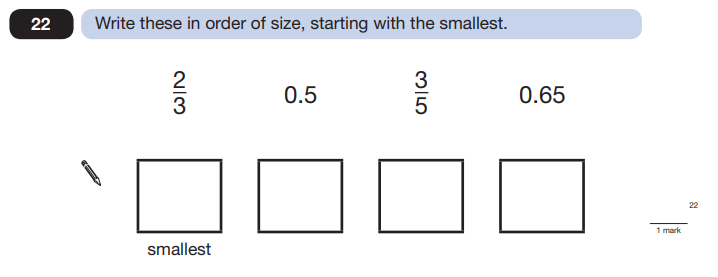 22 Write these in order of size, starting with the smallest.
2/3 0.5 3/5 0.65
smallest
22
1 mark